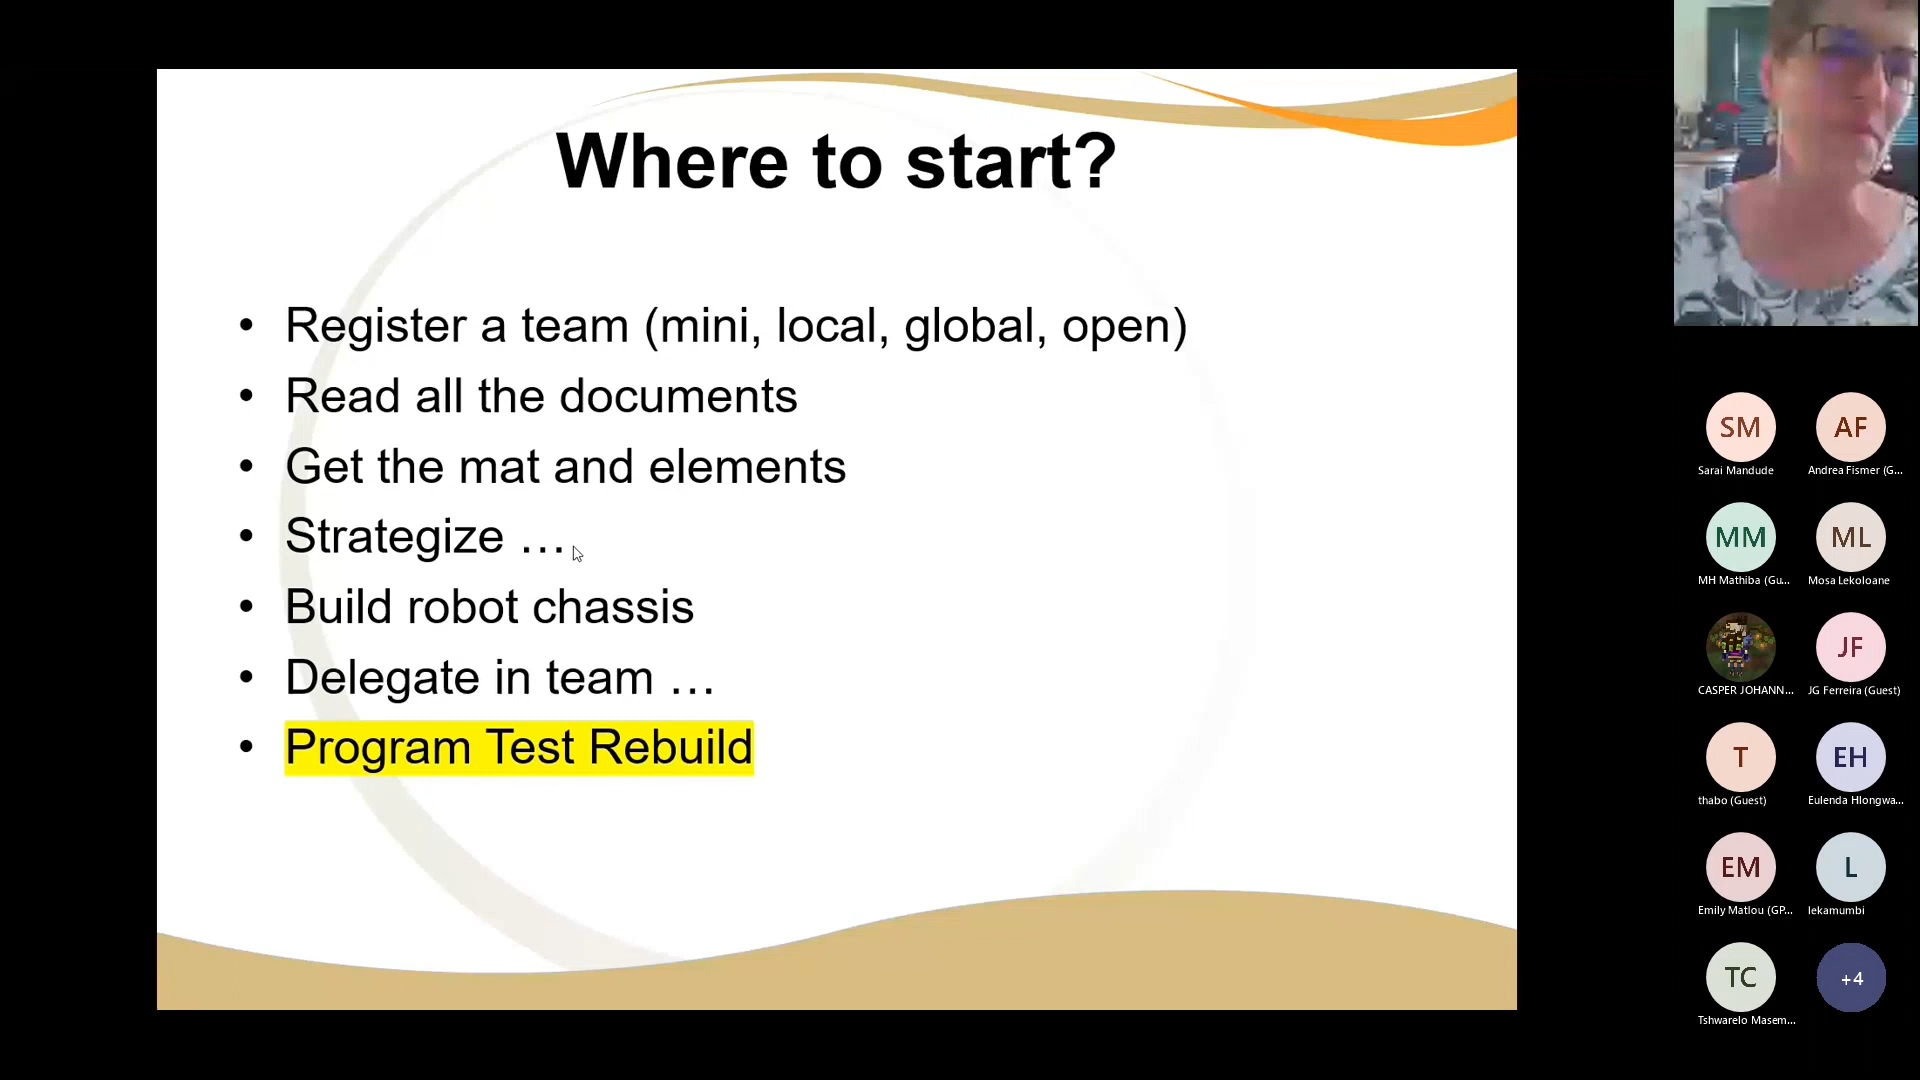 Where to start?
• Register a team (mini, local, global, open)
• Read all the documents
• Get the mat and elements
• Strategize …
• Build robot chassis
• Delegate in team …
• Program Test Rebuild
SM
AF
Sarai Mandude
Andrea Fismer (G...
MM
ML
MH Mathiba (Gu...
Mosa Lekoloane
JF
CASPER JOHANN...
JG Ferreira (Guest)
T
EH
thabo (Guest)
Eulenda Hlongwa...
EM
L
Emily Matlou (GP...
lekamumbi
TC
+4
Tshwarelo Masem...